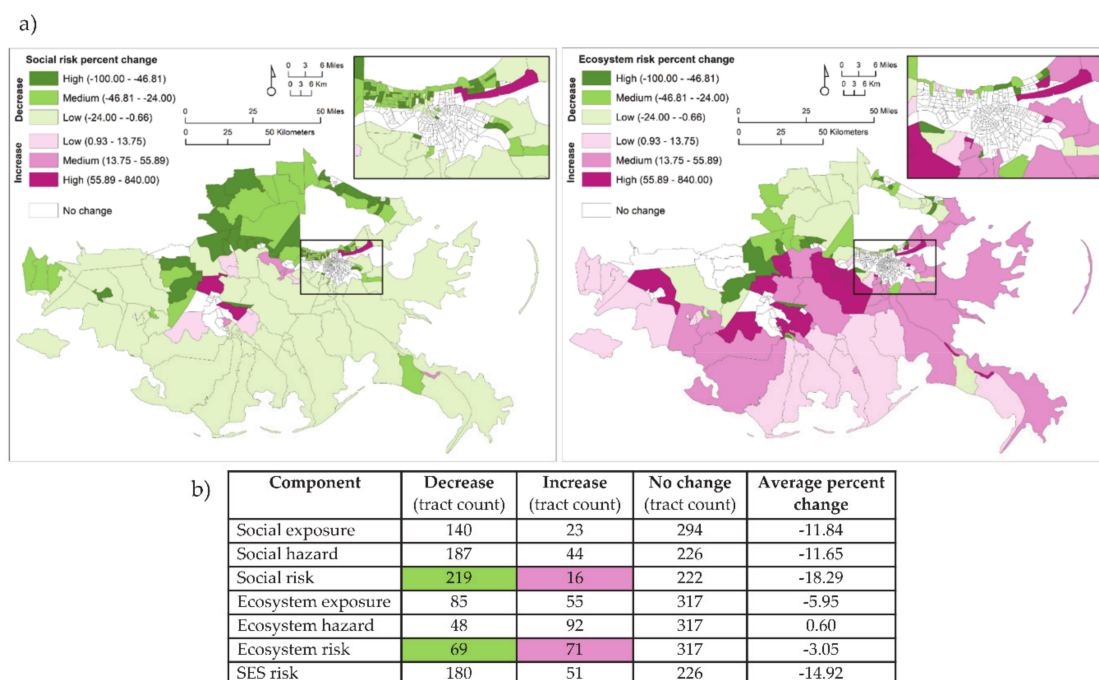 a)
Social risk percent change
Decrease
High (-100.00 - -46.81)
Medium (-46.81 - -24.00)
Low (-24.00 - -0.66)
Increase
Low (0.93 - 13.75)
Medium (13.75 - 55.89)
High (55.89 - 840.00)
No change
0 3 6 Miles
0 3 6 Km
0 25 50 Miles
0 25 50 Kilometers
Ecosystem risk percent change
Decrease
High (-100.00 - -46.81)
Medium (-46.81 - -24.00)
Low (-24.00 - -0.66)
Increase
Low (0.93 - 13.75)
Medium (13.75 - 55.89)
High (55.89 - 840.00)
No change
0 3 6 Miles
0 3 6 Km
0 25 50 Miles
0 25 50 Kilometers
b)
Component Decrease (tract count) Increase (tract count) No change (tract count) Average percent change
Social exposure 140 23 294 -11.84
Social hazard 187 44 226 -11.65
Social risk 219 16 222 -18.29
Ecosystem exposure 85 55 317 -5.95
Ecosystem hazard 48 92 317 0.60
Ecosystem risk 69 71 317 -3.05
SES risk 180 51 226 -14.92